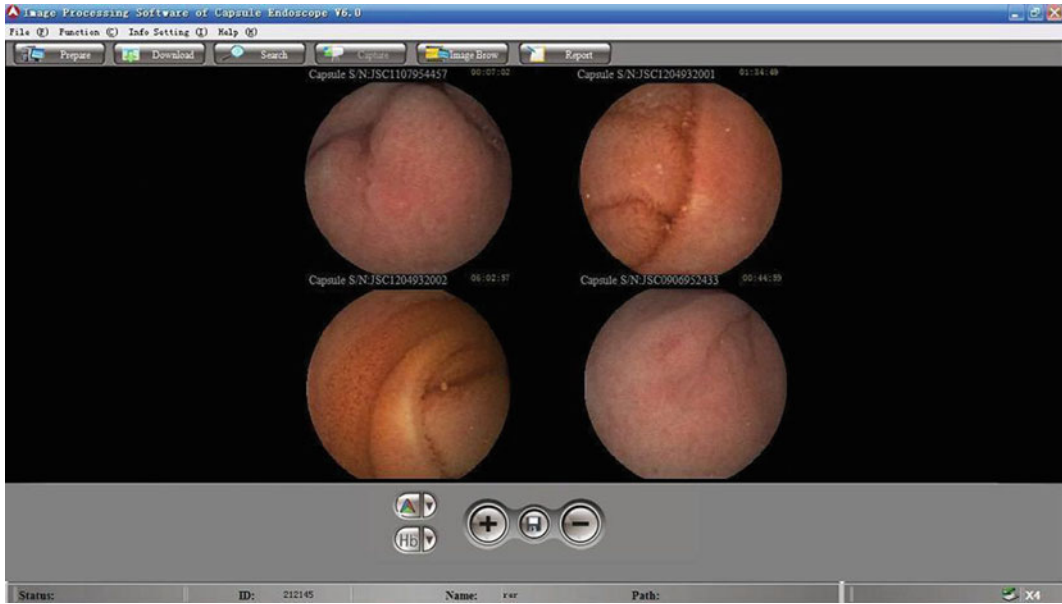 Image Processing Software of Capsule Endoscope V6.0
File (F) Function (C) Info Setting (I) Help (H)
Prepare Download Search Capture Image Brow Report
Capsule S/N:JSC1107954457 00:07:02 Capsule S/N:JSC1204932001 01:34:49
Capsule S/N:JSC1204932002 06:02:57 Capsule S/N:JSC0906952433 00:44:39
Hb
Status: ID: 212145 Name: rer Path: X4